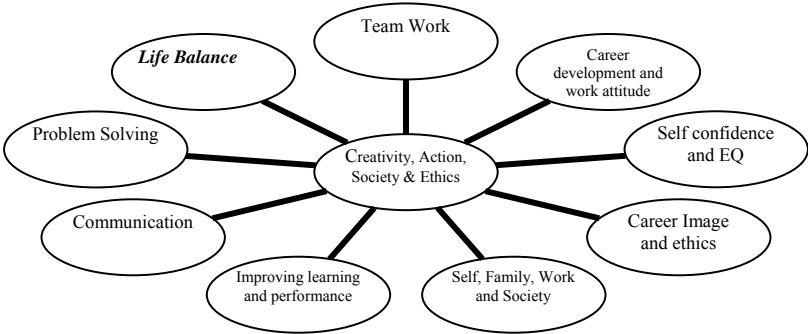 Team Work
Life Balance
Career
development and
work attitude
Problem Solving
Creativity, Action,
Society & Ethics
Self confidence
and EQ
Communication
Career Image
and ethics
Improving learning
and performance
Self, Family, Work
and Society